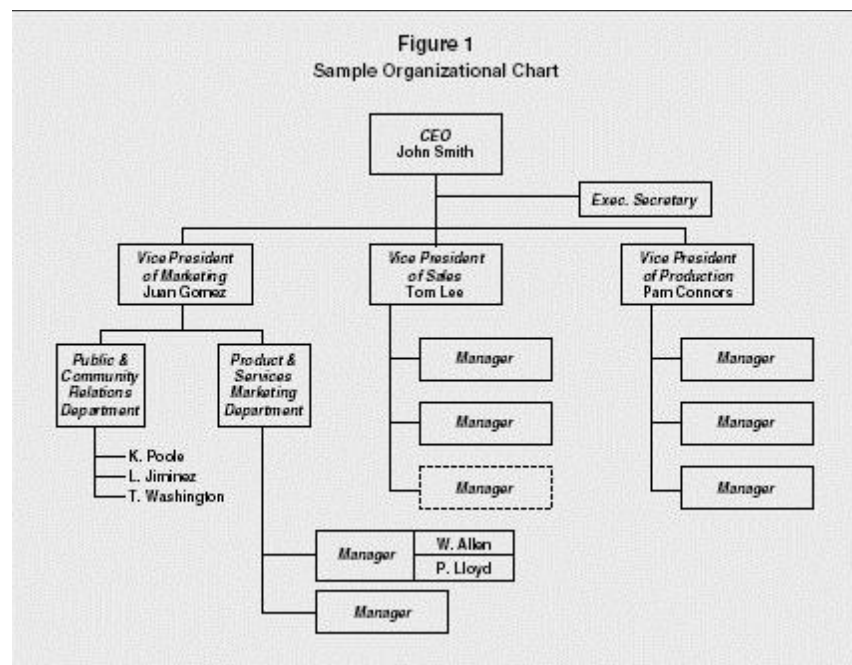 Figure 1
Sample Organizational Chart
CEO
John Smith
Exec. Secretary
Vice President
of Marketing
Juan Gomez
Vice President
of Sales
Tom Lee
Vice President
of Production
Pam Connors
Public &
Community
Relations
Department
Product &
Services
Marketing
Department
K. Poole
L. Jiminez
T. Washington
Manager
Manager
Manager
Manager
Manager
Manager
Manager
W. Allen
P. Lloyd
Manager